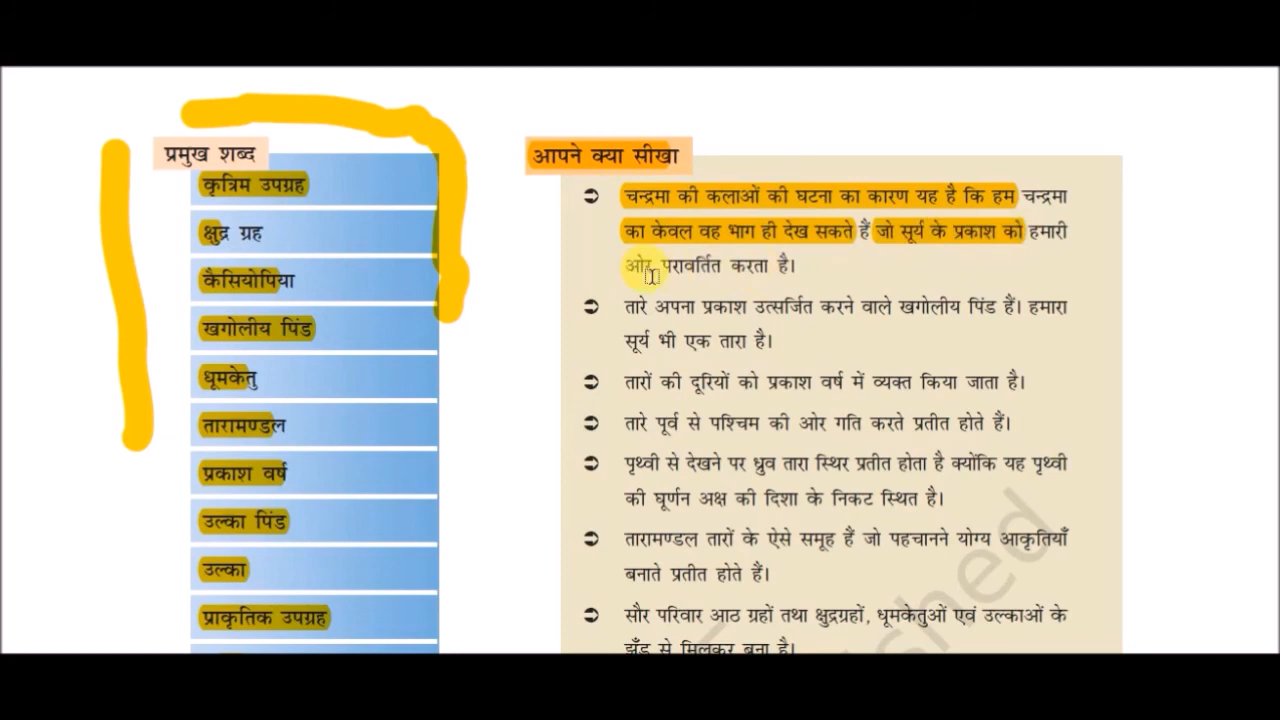 प्रमुख शब्द
कृत्रिम उपग्रह
क्षुद्र ग्रह
कैसियोपिया
खगोलीय पिंड
धूमकेतु
तारामण्डल
प्रकाश वर्ष
उल्का पिंड
उल्का
प्राकृतिक उपग्रह
आपने क्या सीखा
चन्द्रमा की कलाओं की घटना का कारण यह है कि हम चन्द्रमा
का केवल वह भाग ही देख सकते हैं जो सूर्य के प्रकाश को हमारी
ओर परावर्तित करता है।
तारे अपना प्रकाश उत्सर्जित करने वाले खगोलीय पिंड हैं। हमारा
सूर्य भी एक तारा है।
तारों की दूरियों को प्रकाश वर्ष में व्यक्त किया जाता है।
तारे पूर्व से पश्चिम की ओर गति करते प्रतीत होते हैं।
पृथ्वी से देखने पर ध्रुव तारा स्थिर प्रतीत होता है क्योंकि यह पृथ्वी
की घूर्णन अक्ष की दिशा के निकट स्थित है।
तारामण्डल तारों के ऐसे समूह हैं जो पहचानने योग्य आकृतियाँ
बनाते प्रतीत होते हैं।
सौर परिवार आठ ग्रहों तथा क्षुद्रग्रहों, धूमकेतुओं एवं उल्काओं के
झुँड से मिलकर बना है।